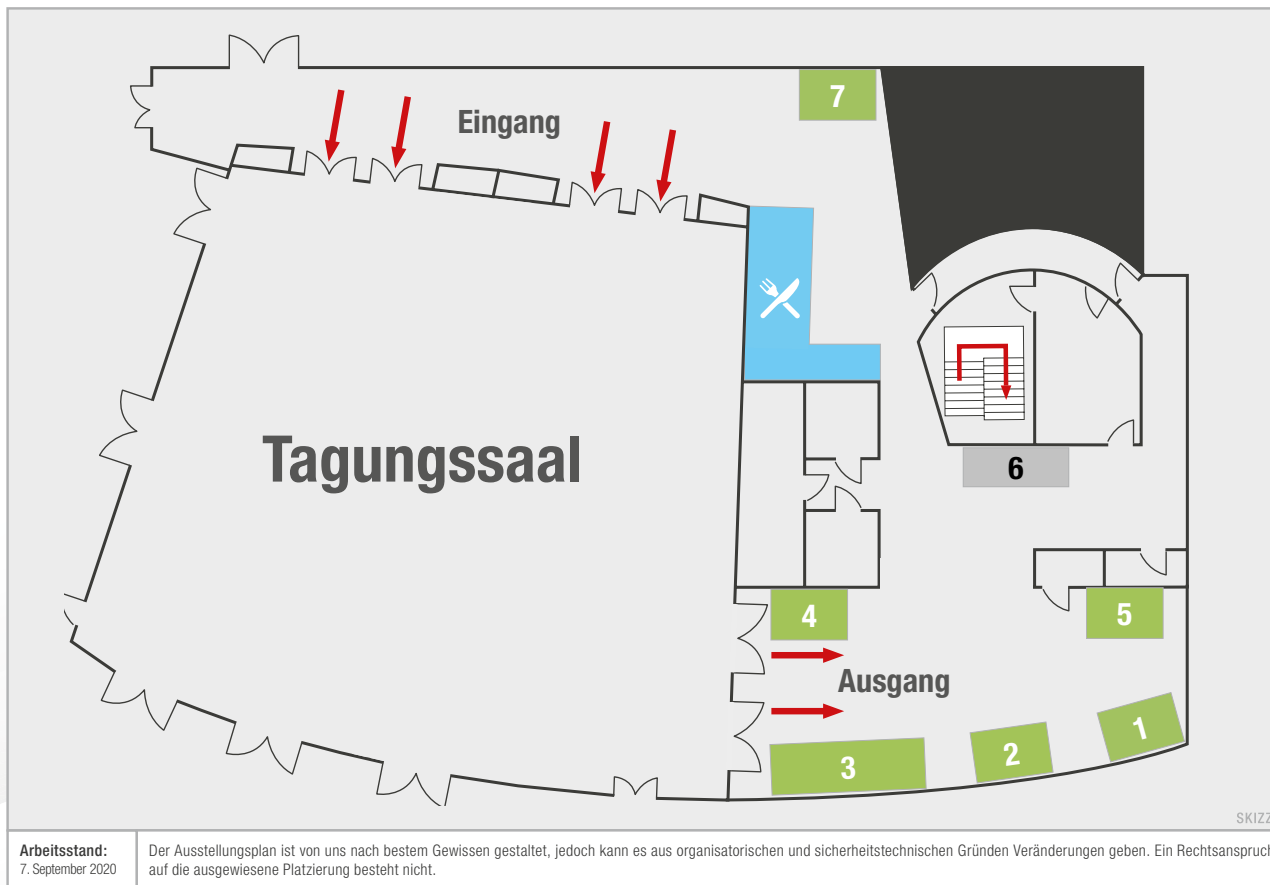 7
Eingang
Tagungssaal
6
4
5
Ausgang
1
2
3
SKIZZ
Arbeitsstand:
7. September 2020
Der Ausstellungsplan ist von uns nach bestem Gewissen gestaltet, jedoch kann es aus organisatorischen und sicherheitstechnischen Gründen Veränderungen geben. Ein Rechtsanspruch
auf die ausgewiesene Platzierung besteht nicht.